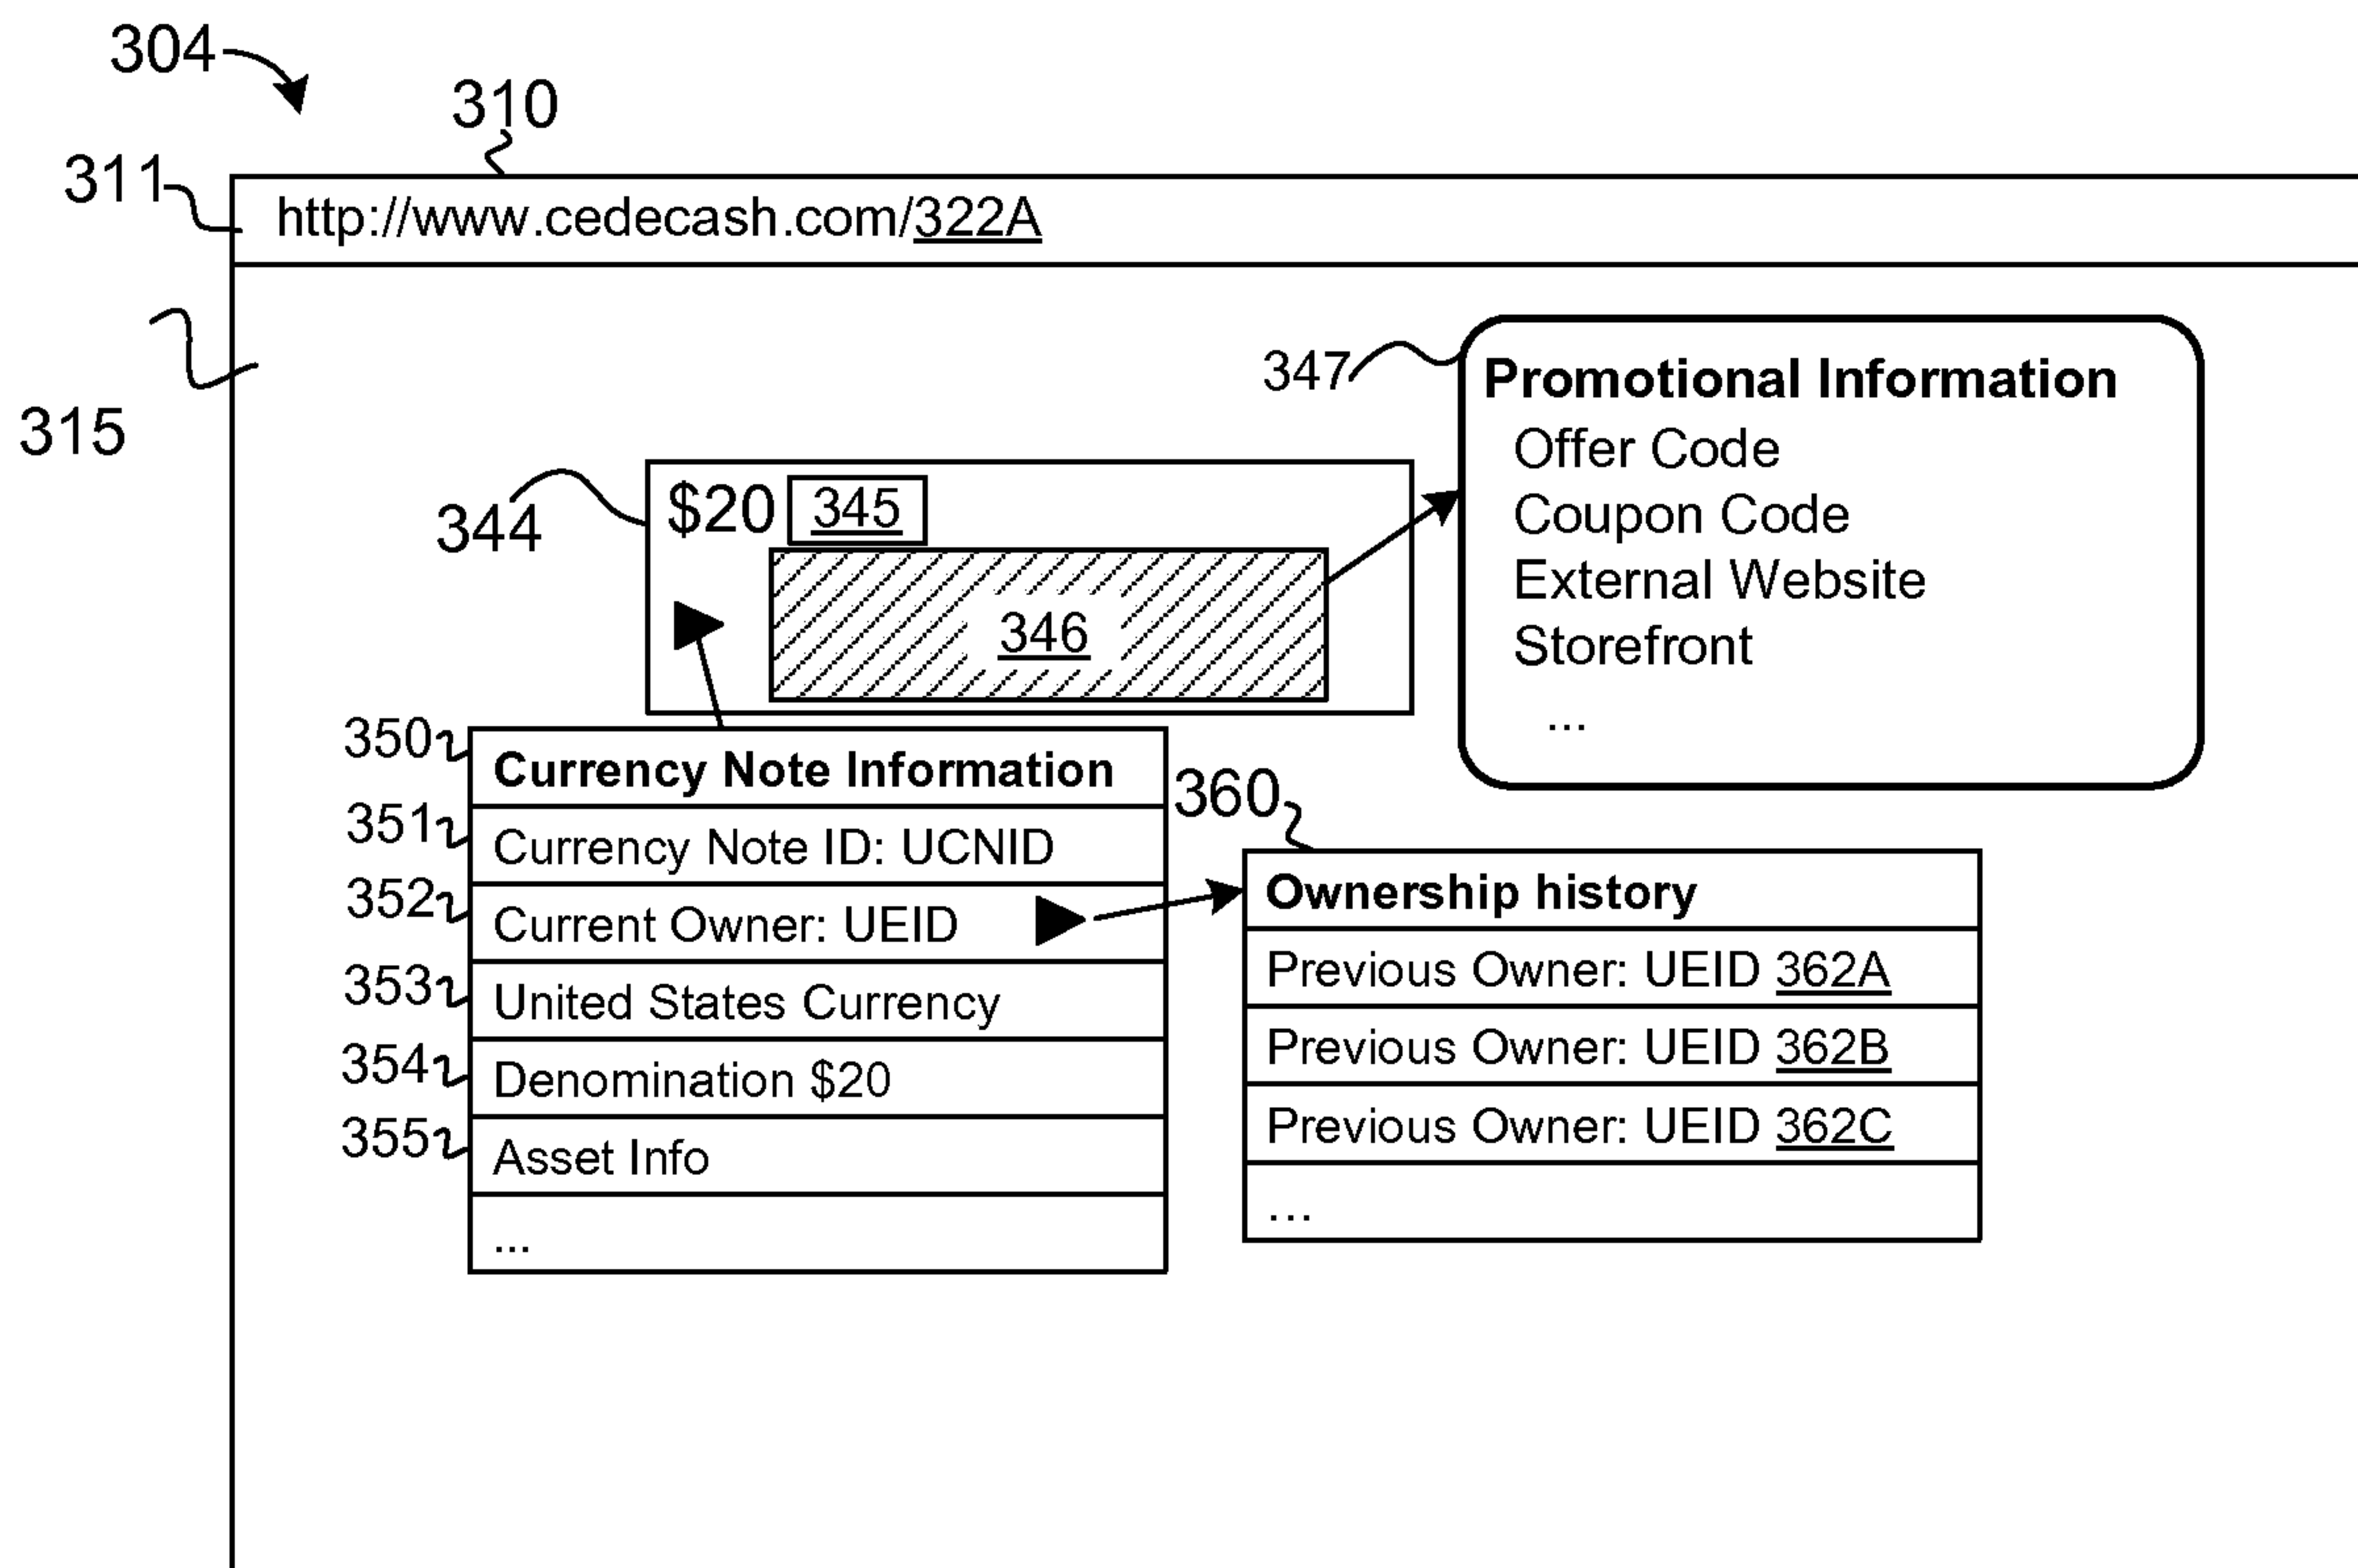 304
310
311
http://www.cedecash.com/322A
315
347
Promotional Information
Offer Code
Coupon Code
External Website
Storefront
...
344
$20
345
346
350
Currency Note Information
351
Currency Note ID: UCNID
352
Current Owner: UEID
353
United States Currency
354
Denomination $20
355
Asset Info
...
360
Ownership history
Previous Owner: UEID 362A
Previous Owner: UEID 362B
Previous Owner: UEID 362C
...